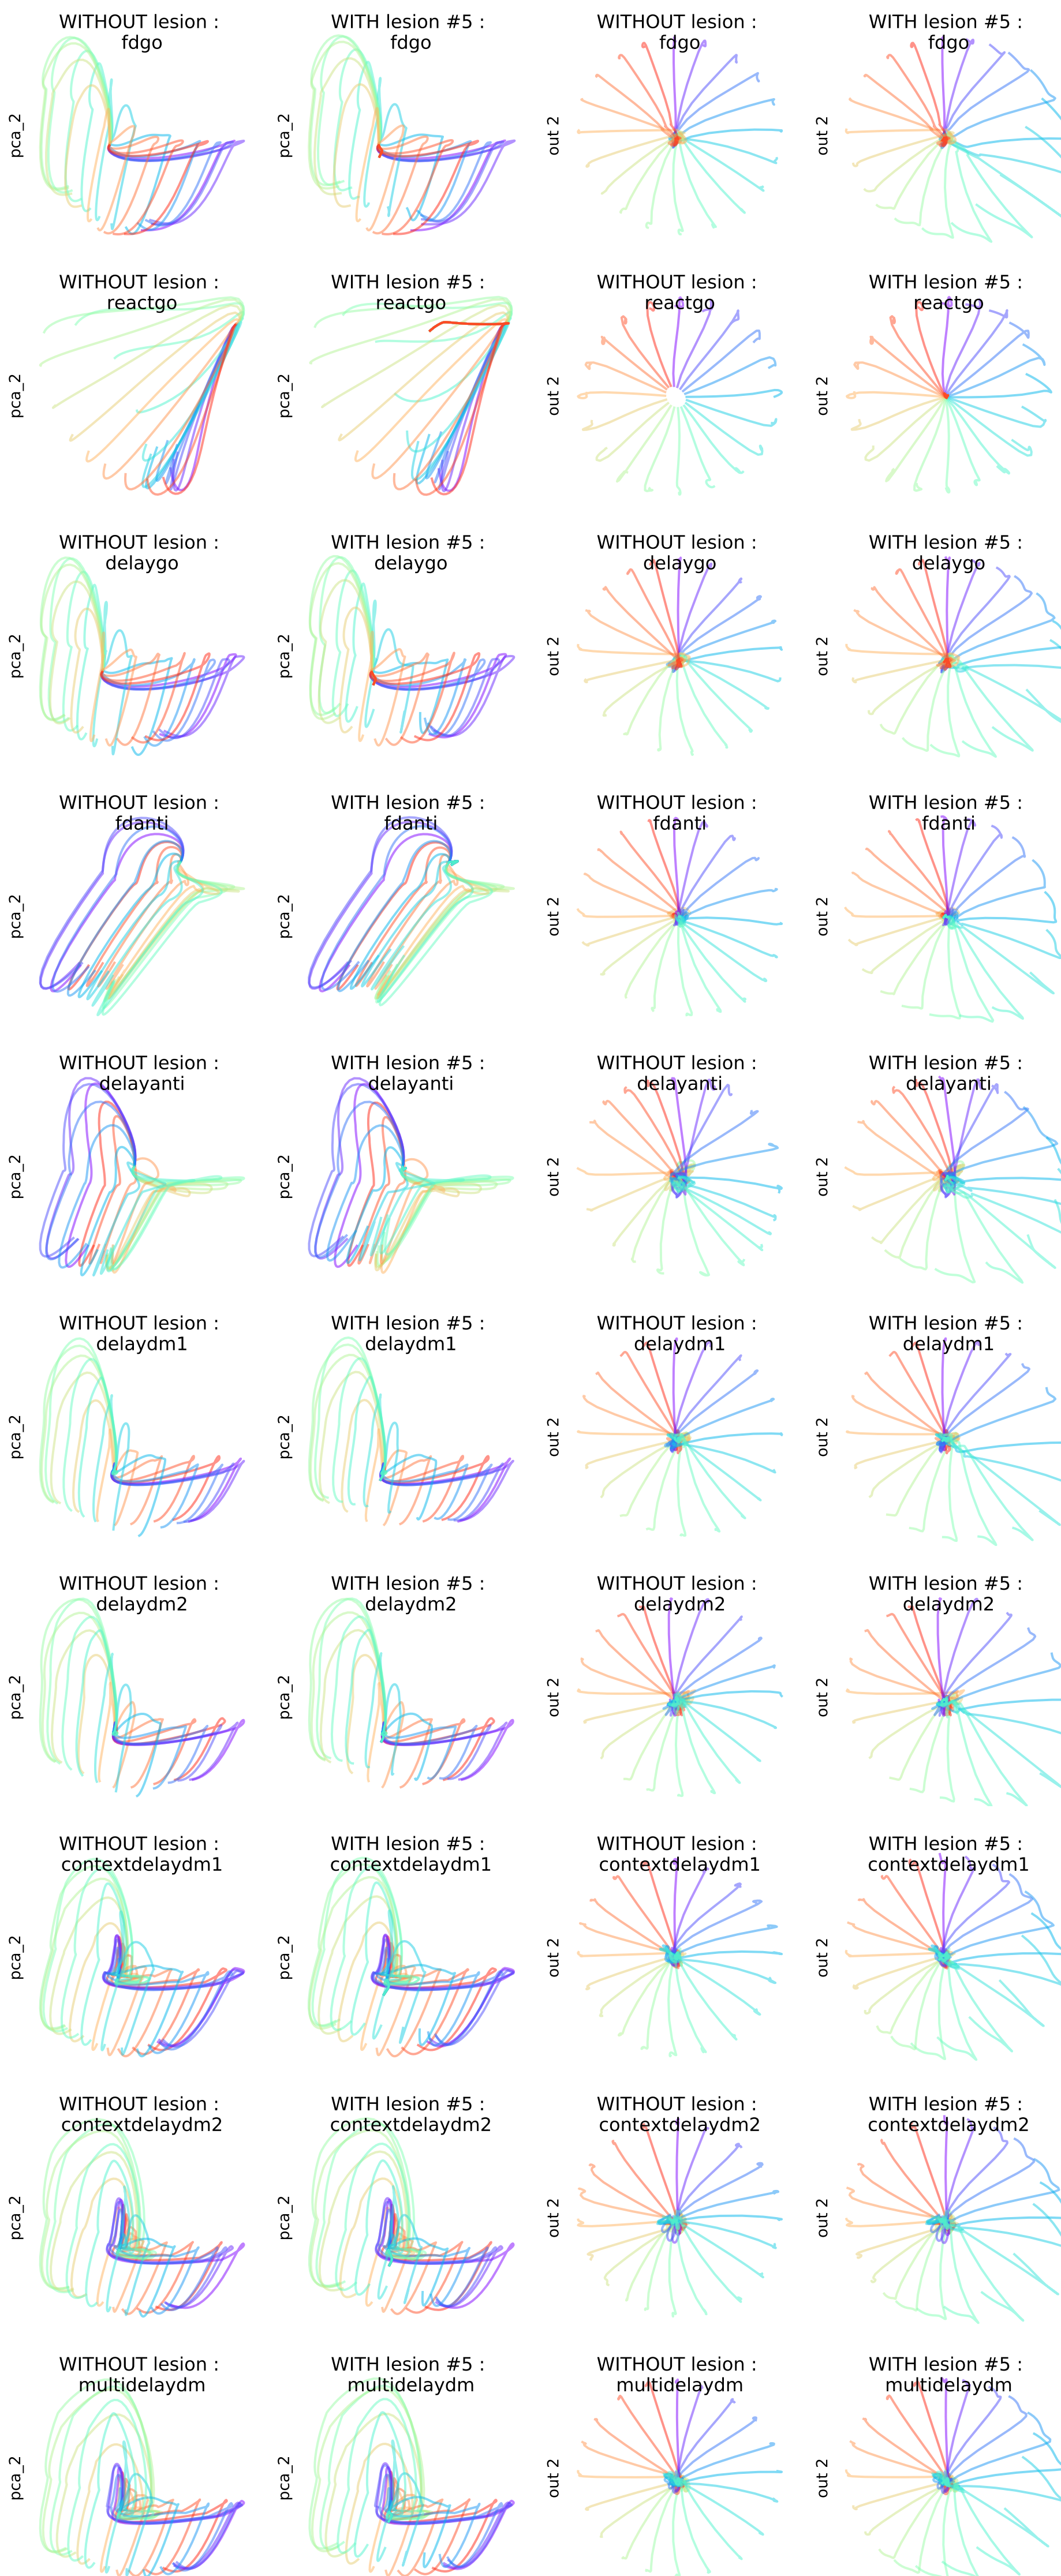 WITHOUT lesion :
fdgo
WITH lesion #5 :
fdgo
WITHOUT lesion :
fdgo
WITH lesion #5 :
fdgo
pca_2
pca_2
out 2
out 2
WITHOUT lesion :
reactgo
WITH lesion #5 :
reactgo
WITHOUT lesion :
reactgo
WITH lesion #5 :
reactgo
pca_2
pca_2
out 2
out 2
WITHOUT lesion :
delaygo
WITH lesion #5 :
delaygo
WITHOUT lesion :
delaygo
WITH lesion #5 :
delaygo
pca_2
pca_2
out 2
out 2
WITHOUT lesion :
fdanti
WITH lesion #5 :
fdanti
WITHOUT lesion :
fdanti
WITH lesion #5 :
fdanti
pca_2
pca_2
out 2
out 2
WITHOUT lesion :
delayanti
WITH lesion #5 :
delayanti
WITHOUT lesion :
delayanti
WITH lesion #5 :
delayanti
pca_2
pca_2
out 2
out 2
WITHOUT lesion :
delaydm1
WITH lesion #5 :
delaydm1
WITHOUT lesion :
delaydm1
WITH lesion #5 :
delaydm1
pca_2
pca_2
out 2
out 2
WITHOUT lesion :
delaydm2
WITH lesion #5 :
delaydm2
WITHOUT lesion :
delaydm2
WITH lesion #5 :
delaydm2
pca_2
pca_2
out 2
out 2
WITHOUT lesion :
contextdelaydm1
WITH lesion #5 :
contextdelaydm1
WITHOUT lesion :
contextdelaydm1
WITH lesion #5 :
contextdelaydm1
pca_2
pca_2
out 2
out 2
WITHOUT lesion :
contextdelaydm2
WITH lesion #5 :
contextdelaydm2
WITHOUT lesion :
contextdelaydm2
WITH lesion #5 :
contextdelaydm2
pca_2
pca_2
out 2
out 2
WITHOUT lesion :
multidelaydm
WITH lesion #5 :
multidelaydm
WITHOUT lesion :
multidelaydm
WITH lesion #5 :
multidelaydm
pca_2
pca_2
out 2
out 2